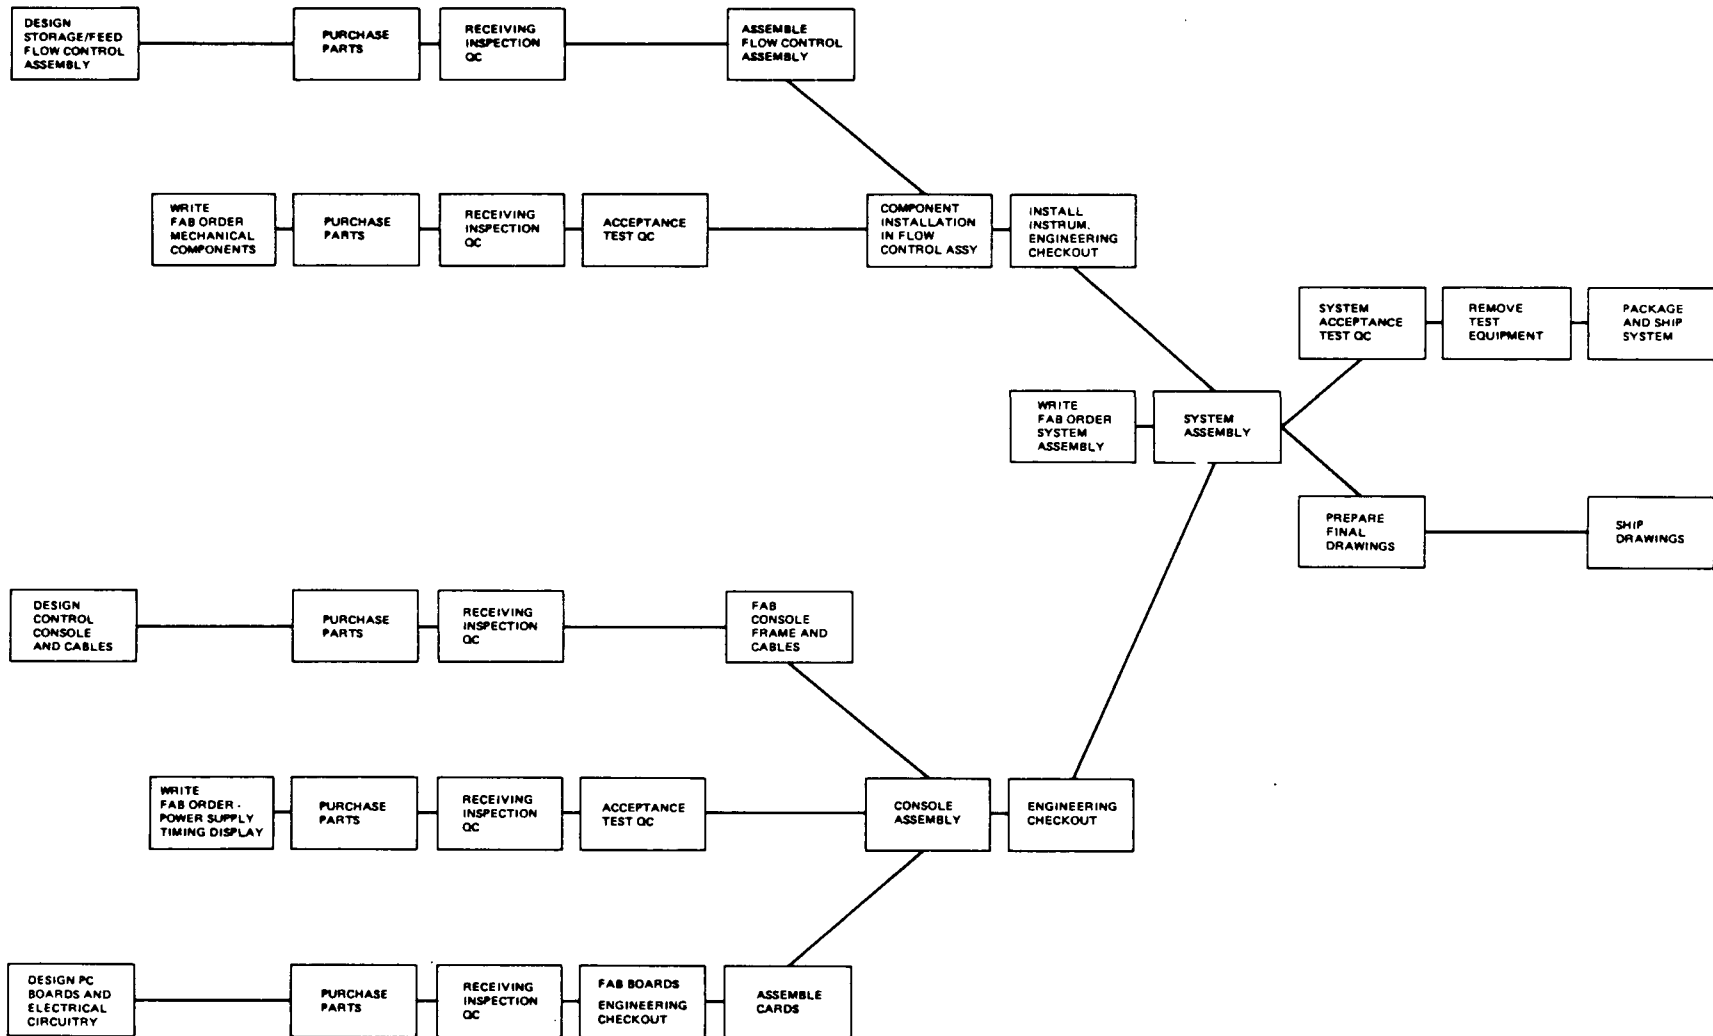 DESIGN
STORAGE/FEED
FLOW CONTROL
ASSEMBLY
PURCHASE
PARTS
RECEIVING
INSPECTION
QC
ASSEMBLE
FLOW CONTROL
ASSEMBLY
WRITE
FAB ORDER
MECHANICAL
COMPONENTS
PURCHASE
PARTS
RECEIVING
INSPECTION
QC
ACCEPTANCE
TEST QC
COMPONENT
INSTALLATION
IN FLOW
CONTROL ASSY
INSTALL
INSTRUM.
ENGINEERING
CHECKOUT
SYSTEM
ACCEPTANCE
TEST QC
REMOVE
TEST
EQUIPMENT
PACKAGE
AND SHIP
SYSTEM
WRITE
FAB ORDER
SYSTEM
ASSEMBLY
SYSTEM
ASSEMBLY
PREPARE
FINAL
DRAWINGS
SHIP
DRAWINGS
DESIGN
CONTROL
CONSOLE
AND CABLES
PURCHASE
PARTS
RECEIVING
INSPECTION
QC
FAB
CONSOLE
FRAME AND
CABLES
WRITE
FAB ORDER -
POWER SUPPLY
TIMING DISPLAY
PURCHASE
PARTS
RECEIVING
INSPECTION
QC
ACCEPTANCE
TEST QC
CONSOLE
ASSEMBLY
ENGINEERING
CHECKOUT
DESIGN PC
BOARDS AND
ELECTRICAL
CIRCUITRY
PURCHASE
PARTS
RECEIVING
INSPECTION
QC
FAB BOARDS
ENGINEERING
CHECKOUT
ASSEMBLE
CARDS